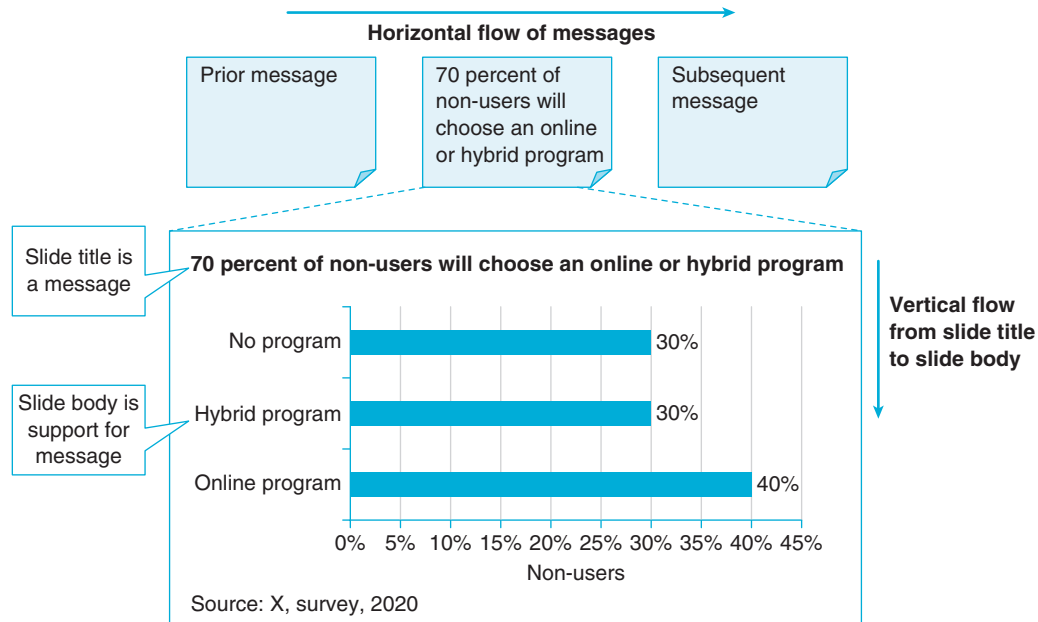 Horizontal flow of messages
Prior message
70 percent of
non-users will
choose an online
or hybrid program
Subsequent
message
Slide title is
a message
70 percent of non-users will choose an online or hybrid program
Vertical flow
from slide title
to slide body
Slide body is
support for
message
No program
30%
Hybrid program
30%
Online program
40%
0% 5% 10% 15% 20% 25% 30% 35% 40% 45%
Non-users
Source: X, survey, 2020